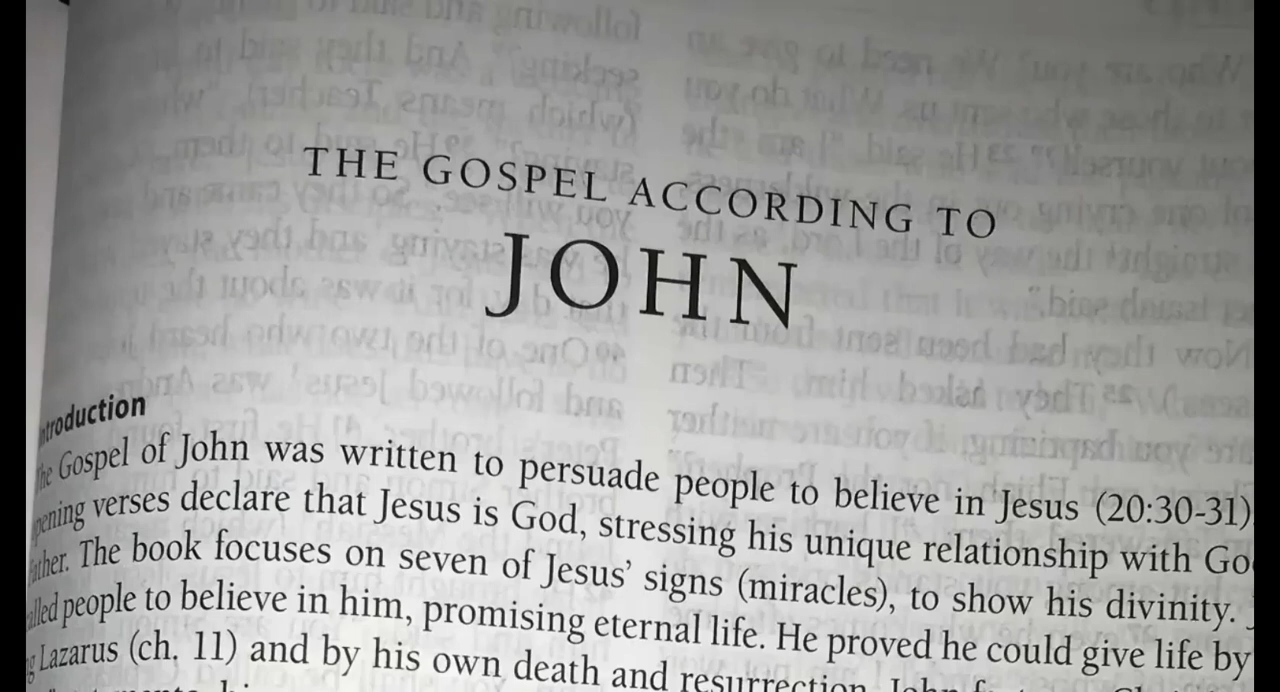 THE GOSPEL ACCORDING TO
JOHN
ntroduction
he Gospel of John was written to persuade people to believe in Jesus (20:30-31)
pening verses declare that Jesus is God, stressing his unique relationship with Go
ather. The book focuses on seven of Jesus’ signs (miracles), to show his divinity.
alled people to believe in him, promising eternal life. He proved he could give life by
g Lazarus (ch. 11) and by his own death and resurrection. John